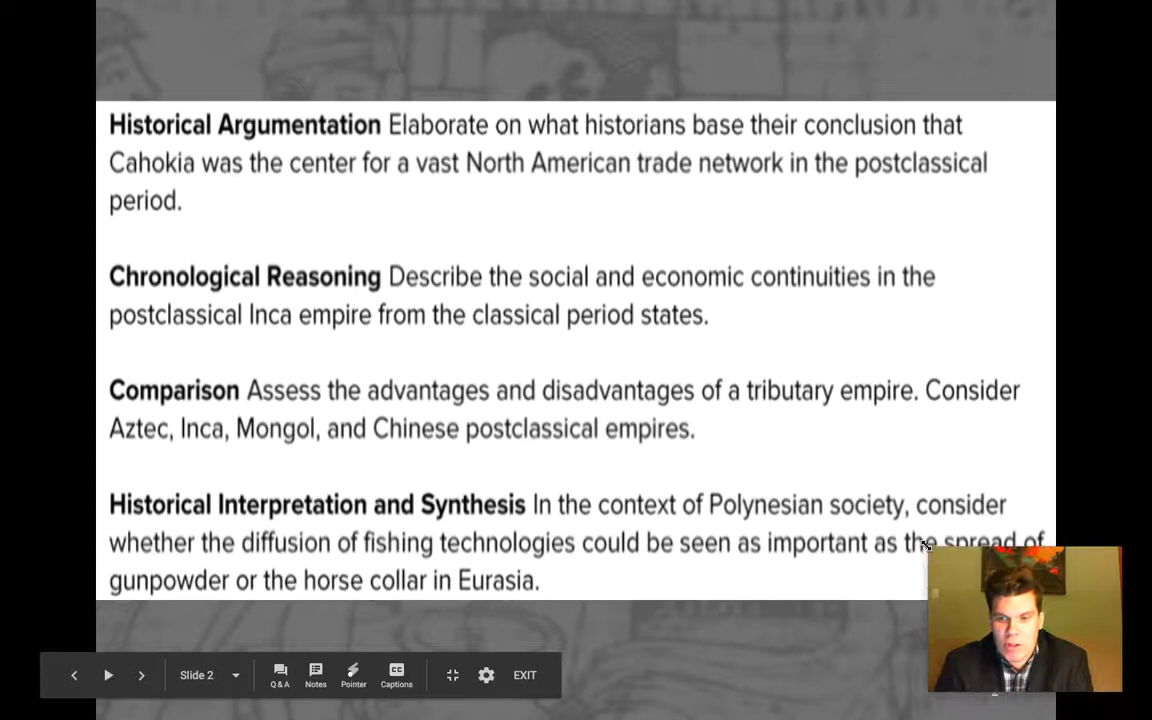 Historical Argumentation Elaborate on what historians base their conclusion that
Cahokia was the center for a vast North American trade network in the postclassical
period.
Chronological Reasoning Describe the social and economic continuities in the
postclassical Inca empire from the classical period states.
Comparison Assess the advantages and disadvantages of a tributary empire. Consider
Aztec, Inca, Mongol, and Chinese postclassical empires.
Historical Interpretation and Synthesis In the context of Polynesian society, consider
whether the diffusion of fishing technologies could be seen as important as the spread of
gunpowder or the horse collar in Eurasia.
Slide 2
Q & A
Notes
Pointer
CC
Captions
EXIT